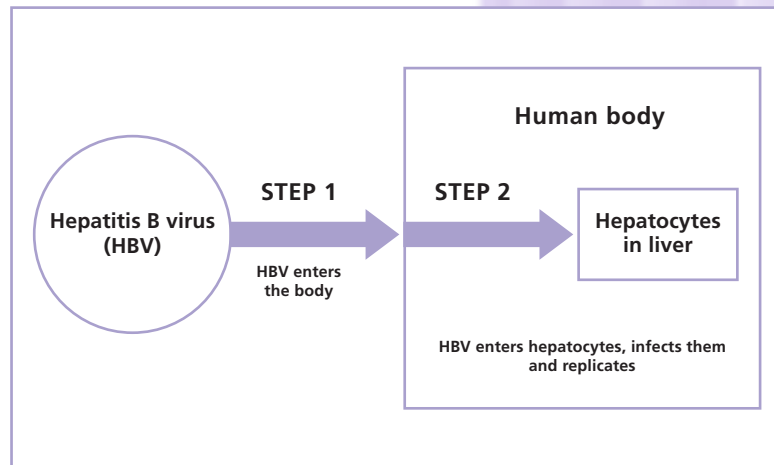 Human body
STEP 1
STEP 2
Hepatitis B virus
(HBV)
Hepatocytes
in liver
HBV enters
the body
HBV enters hepatocytes, infects them
and replicates